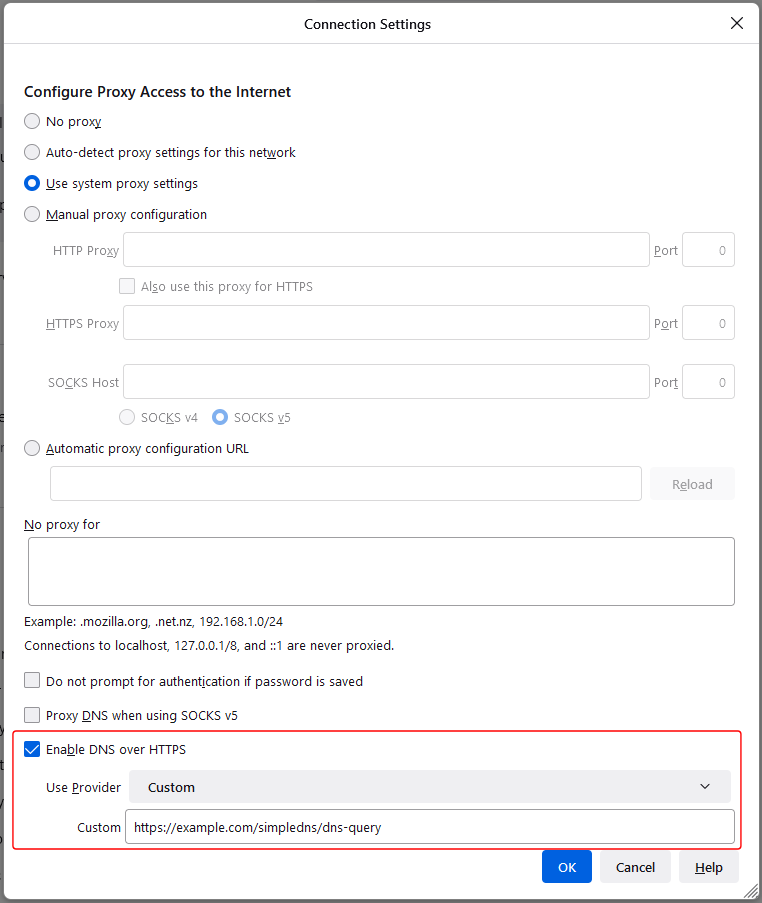 Connection Settings
Configure Proxy Access to the Internet
No proxy
Auto-detect proxy settings for this network
Use system proxy settings
Manual proxy configuration
HTTP Proxy Port 0
Also use this proxy for HTTPS
HTTPS Proxy Port 0
SOCKS Host Port 0
SOCKS v4 SOCKS v5
Automatic proxy configuration URL
Reload
No proxy for
Example: .mozilla.org, .net.nz, 192.168.1.0/24
Connections to localhost, 127.0.0.1/8, and ::1 are never proxied.
Do not prompt for authentication if password is saved
Proxy DNS when using SOCKS v5
Enable DNS over HTTPS
Use Provider Custom
Custom https://example.com/simpledns/dns-query
OK Cancel Help